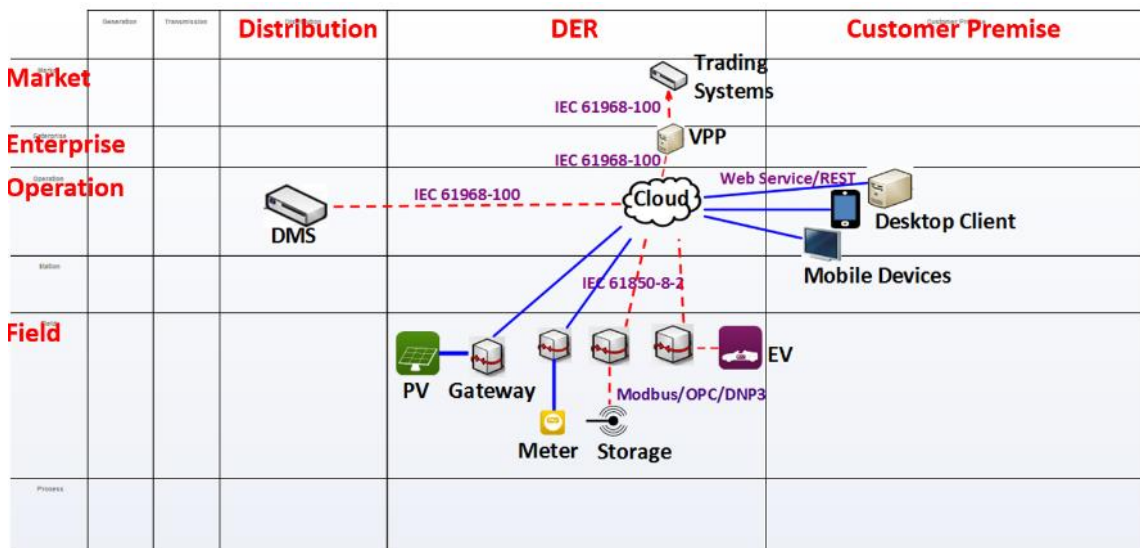 Generation
Transmission
Distribution
DER
Customer Premise
Market
Trading
Systems
IEC 61968-100
Enterprise
VPP
IEC 61968-100
Operation
Web Service/REST
IEC 61968-100
Cloud
DMS
Desktop Client
Mobile Devices
Station
IEC 61850-8-2
Field
EV
PV
Gateway
Modbus/OPC/DNP3
Meter
Storage
Process